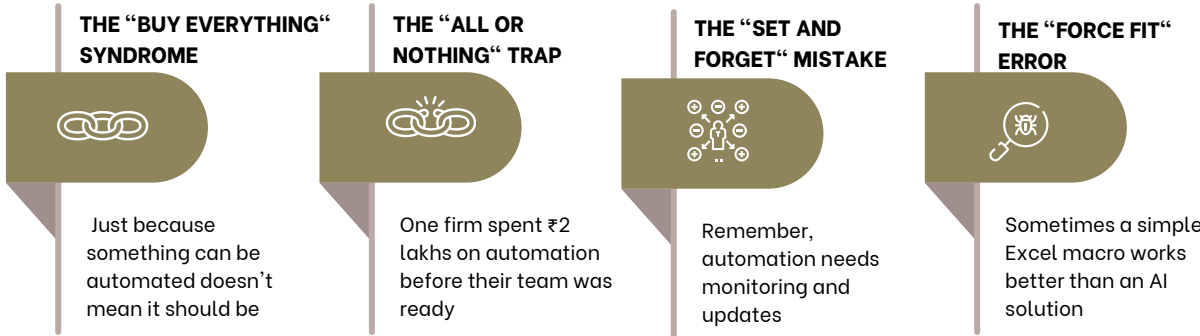 THE “BUY EVERYTHING“
SYNDROME
Just because
something can be
automated doesn't
mean it should be
THE “ALL OR
NOTHING“ TRAP
One firm spent ₹2
lakhs on automation
before their team was
ready
THE “SET AND
FORGET“ MISTAKE
Remember,
automation needs
monitoring and
updates
THE “FORCE FIT“
ERROR
Sometimes a simple
Excel macro works
better than an AI
solution